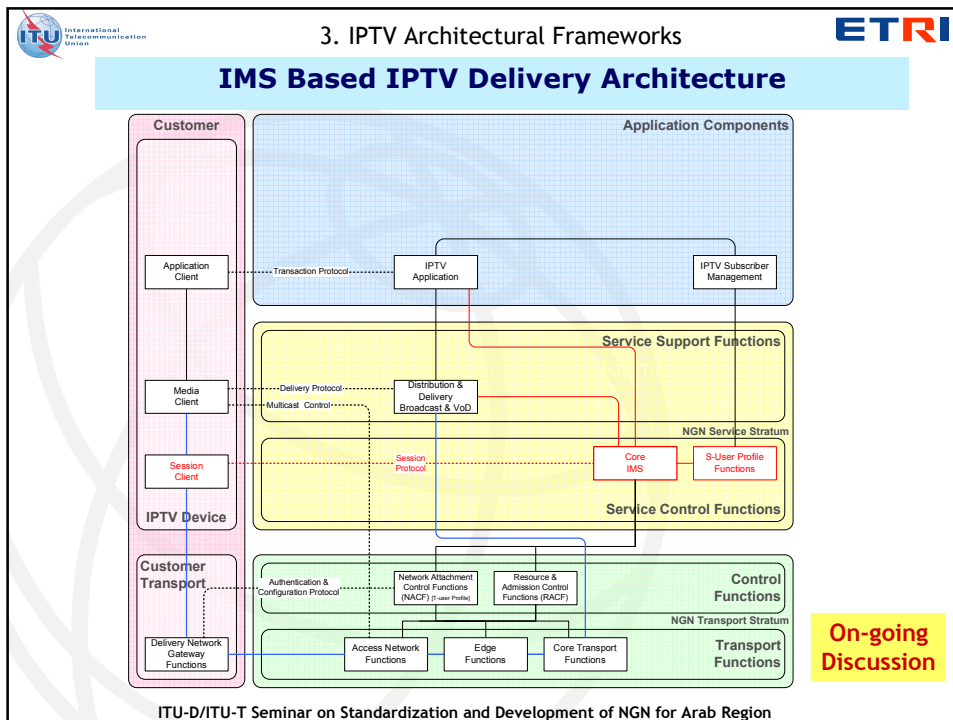 International
Telecommunication
Union
ITU
3. IPTV Architectural Frameworks
ETRI
IMS Based IPTV Delivery Architecture
Customer
Application Components
Application
Client
Transaction Protocol
IPTV
Application
IPTV Subscriber
Management
Service Support Functions
Media
Client
Delivery Protocol
Multicast Control
Distribution &
Delivery
Broadcast & VoD
NGN Service Stratum
Session
Client
Session
Protocol
Core
IMS
S-User Profile
Functions
IPTV Device
Service Control Functions
Customer
Transport
Authentication &
Configuration Protocol
Network Attachment
Control Functions
(NACF) [T-user Profile]
Resource &
Admission Control
Functions (RACF)
Control
Functions
NGN Transport Stratum
Delivery Network
Gateway
Functions
Access Network
Functions
Edge
Functions
Core Transport
Functions
Transport
Functions
On-going
Discussion
ITU-D/ITU-T Seminar on Standardization and Development of NGN for Arab Region